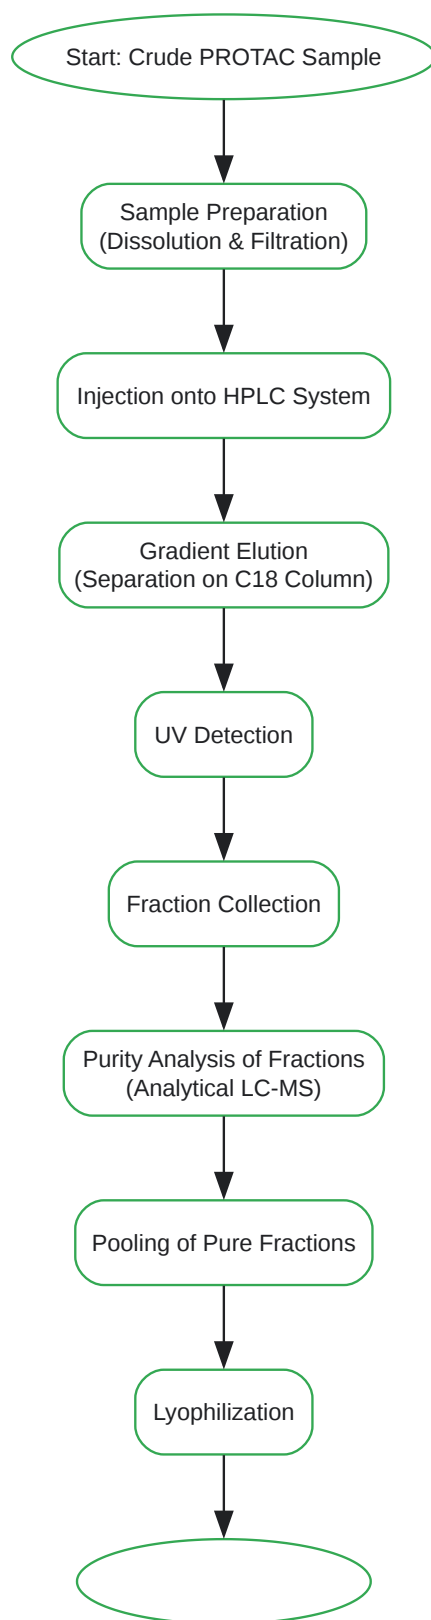 Start: Crude PROTAC Sample
Sample Preparation
(Dissolution & Filtration)
Injection onto HPLC System
Gradient Elution
(Separation on C18 Column)
UV Detection
Fraction Collection
Purity Analysis of Fractions
(Analytical LC-MS)
Pooling of Pure Fractions
Lyophilization